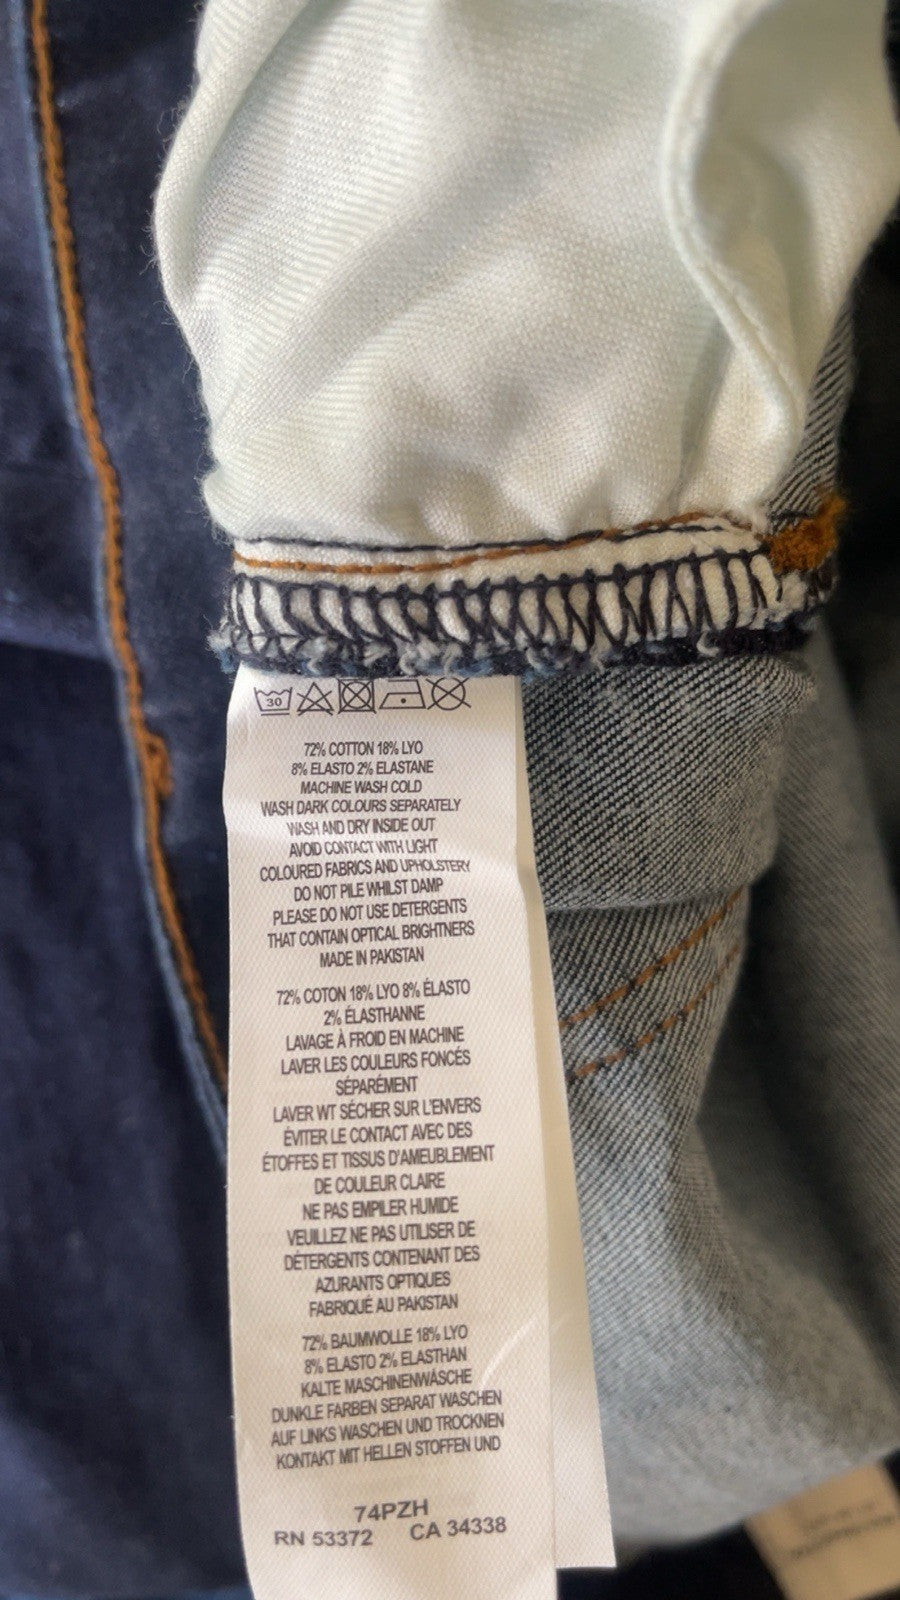 30
72% COTTON 18% LYO
8% ELASTO 2% ELASTANE
MACHINE WASH COLD
WASH DARK COLOURS SEPARATELY
WASH AND DRY INSIDE OUT
AVOID CONTACT WITH LIGHT
COLOURED FABRICS AND UPHOLSTERY
DO NOT PILE WHILST DAMP
PLEASE DO NOT USE DETERGENTS
THAT CONTAIN OPTICAL BRIGHTNERS
MADE IN PAKISTAN
72% COTON 18% LYO 8% ÉLASTO
2% ÉLASTHANNE
LAVAGE À FROID EN MACHINE
LAVER LES COULEURS FONCÉS
SÉPARÉMENT
LAVER WT SÉCHER SUR L'ENVERS
ÉVITER LE CONTACT AVEC DES
ÉTOFFES ET TISSUS D'AMEUBLEMENT
DE COULEUR CLAIRE
NE PAS EMPILER HUMIDE
VEUILLEZ NE PAS UTILISER DE
DÉTERGENTS CONTENANT DES
AZURANTS OPTIQUES
FABRIQUÉ AU PAKISTAN
72% BAUMWOLLE 18% LYO
8% ELASTO 2% ELASTHAN
KALTE MASCHINENWÄSCHE
DUNKLE FARBEN SEPARAT WASCHEN
AUF LINKS WASCHEN UND TROCKNEN
KONTAKT MIT HELLEN STOFFEN UND
74PZH
RN 53372 CA 34338